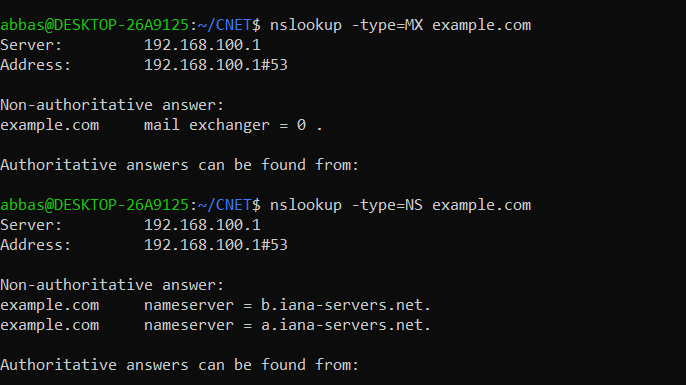 abbas@DESKTOP-26A9125:~/CNET$ nslookup -type=MX example.com
Server:         192.168.100.1
Address:        192.168.100.1#53

Non-authoritative answer:
example.com     mail exchanger = 0 .

Authoritative answers can be found from:

abbas@DESKTOP-26A9125:~/CNET$ nslookup -type=NS example.com
Server:         192.168.100.1
Address:        192.168.100.1#53

Non-authoritative answer:
example.com     nameserver = b.iana-servers.net.
example.com     nameserver = a.iana-servers.net.

Authoritative answers can be found from: